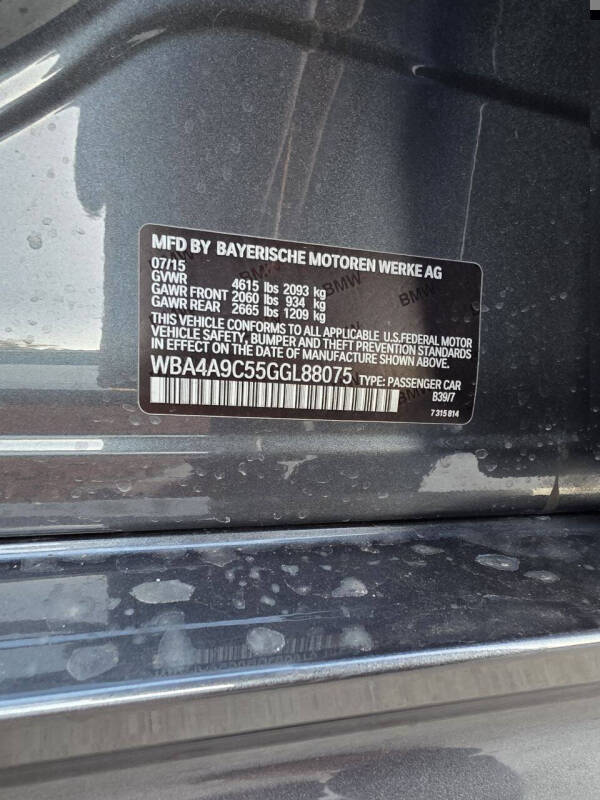 MFD BY BAYERISCHE MOTOREN WERKE AG
07/15
GVWR 4615 lbs 2093 kg
GAWR FRONT 2060 lbs 934 kg
GAWR REAR 2665 lbs 1209 kg
THIS VEHICLE CONFORMS TO ALL APPLICABLE U.S.FEDERAL MOTOR
VEHICLE SAFETY, BUMPER AND THEFT PREVENTION STANDARDS
IN EFFECT ON THE DATE OF MANUFACTURE SHOWN ABOVE.
WBA4A9C55GGL88075 TYPE: PASSENGER CAR
B39/7
7 315 814